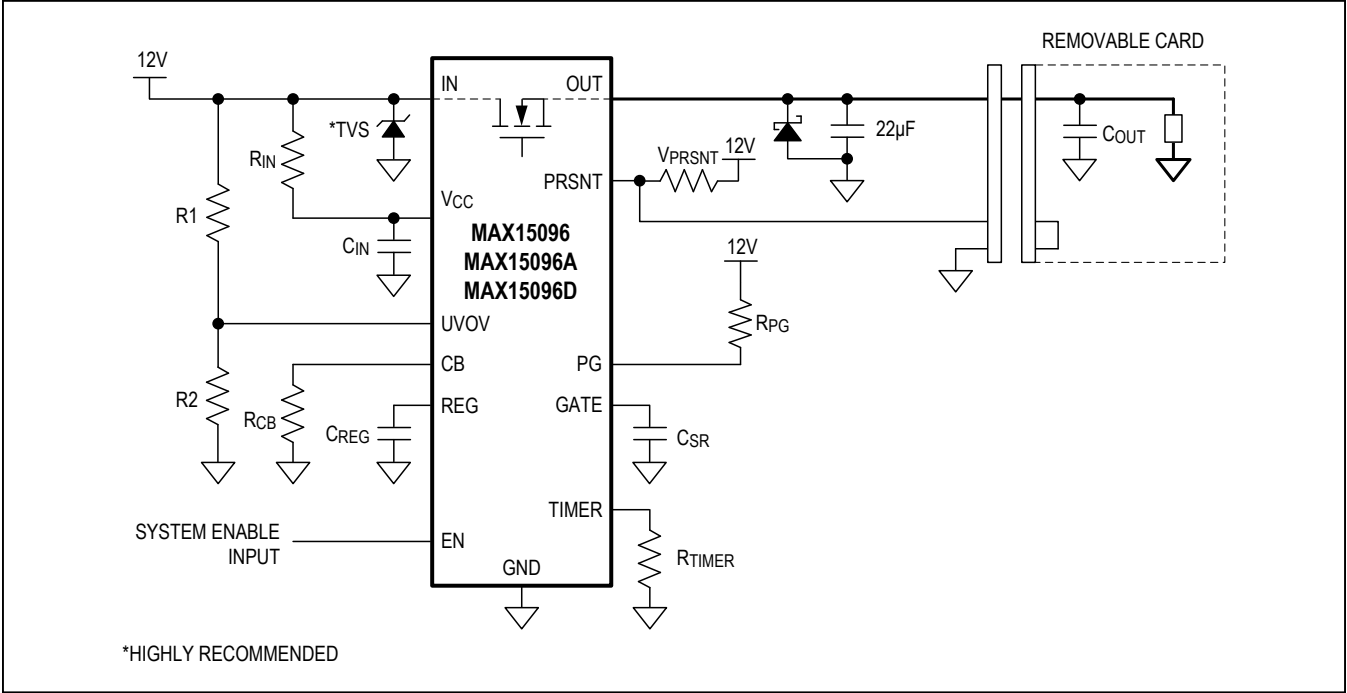 REMOVABLE CARD
12V
IN
OUT
*TVS
22µF
COUT
RIN
VPRSNT
12V
PRSNT
VCC
R1
CIN
MAX15096
MAX15096A
MAX15096D
12V
UVOV
RPG
CB
PG
R2
RCB
REG
GATE
CREG
CSR
TIMER
SYSTEM ENABLE
INPUT
EN
RTIMER
GND
*HIGHLY RECOMMENDED